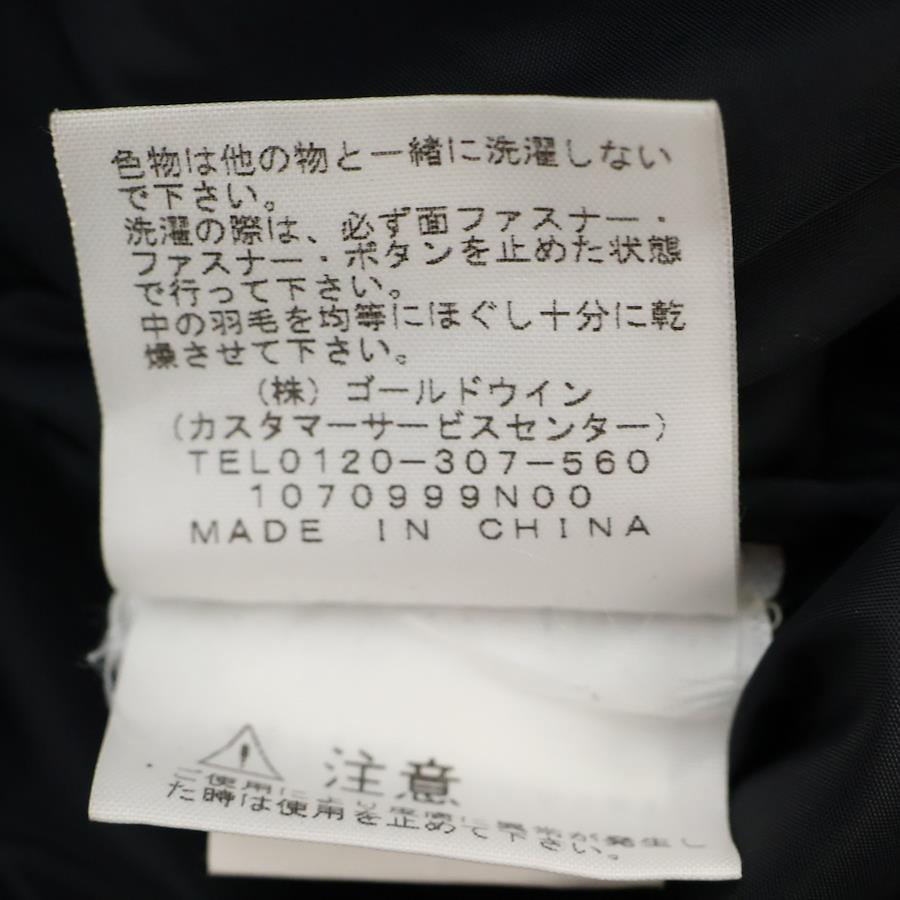 色物は他の物と一緒に洗濯しない
で下さい。
洗濯の際は、必ず面ファスナー・
ファスナー・ボタンを止めた状態
で行って下さい。
中の羽毛を均等にほぐし十分に乾
燥させて下さい。
(株)ゴールドウイン
(カスタマーサービスセンター)
TEL0120-307-560
1070999N00
MADE IN CHINA
注意
ご使用に
た時は使用を止めて下さい。